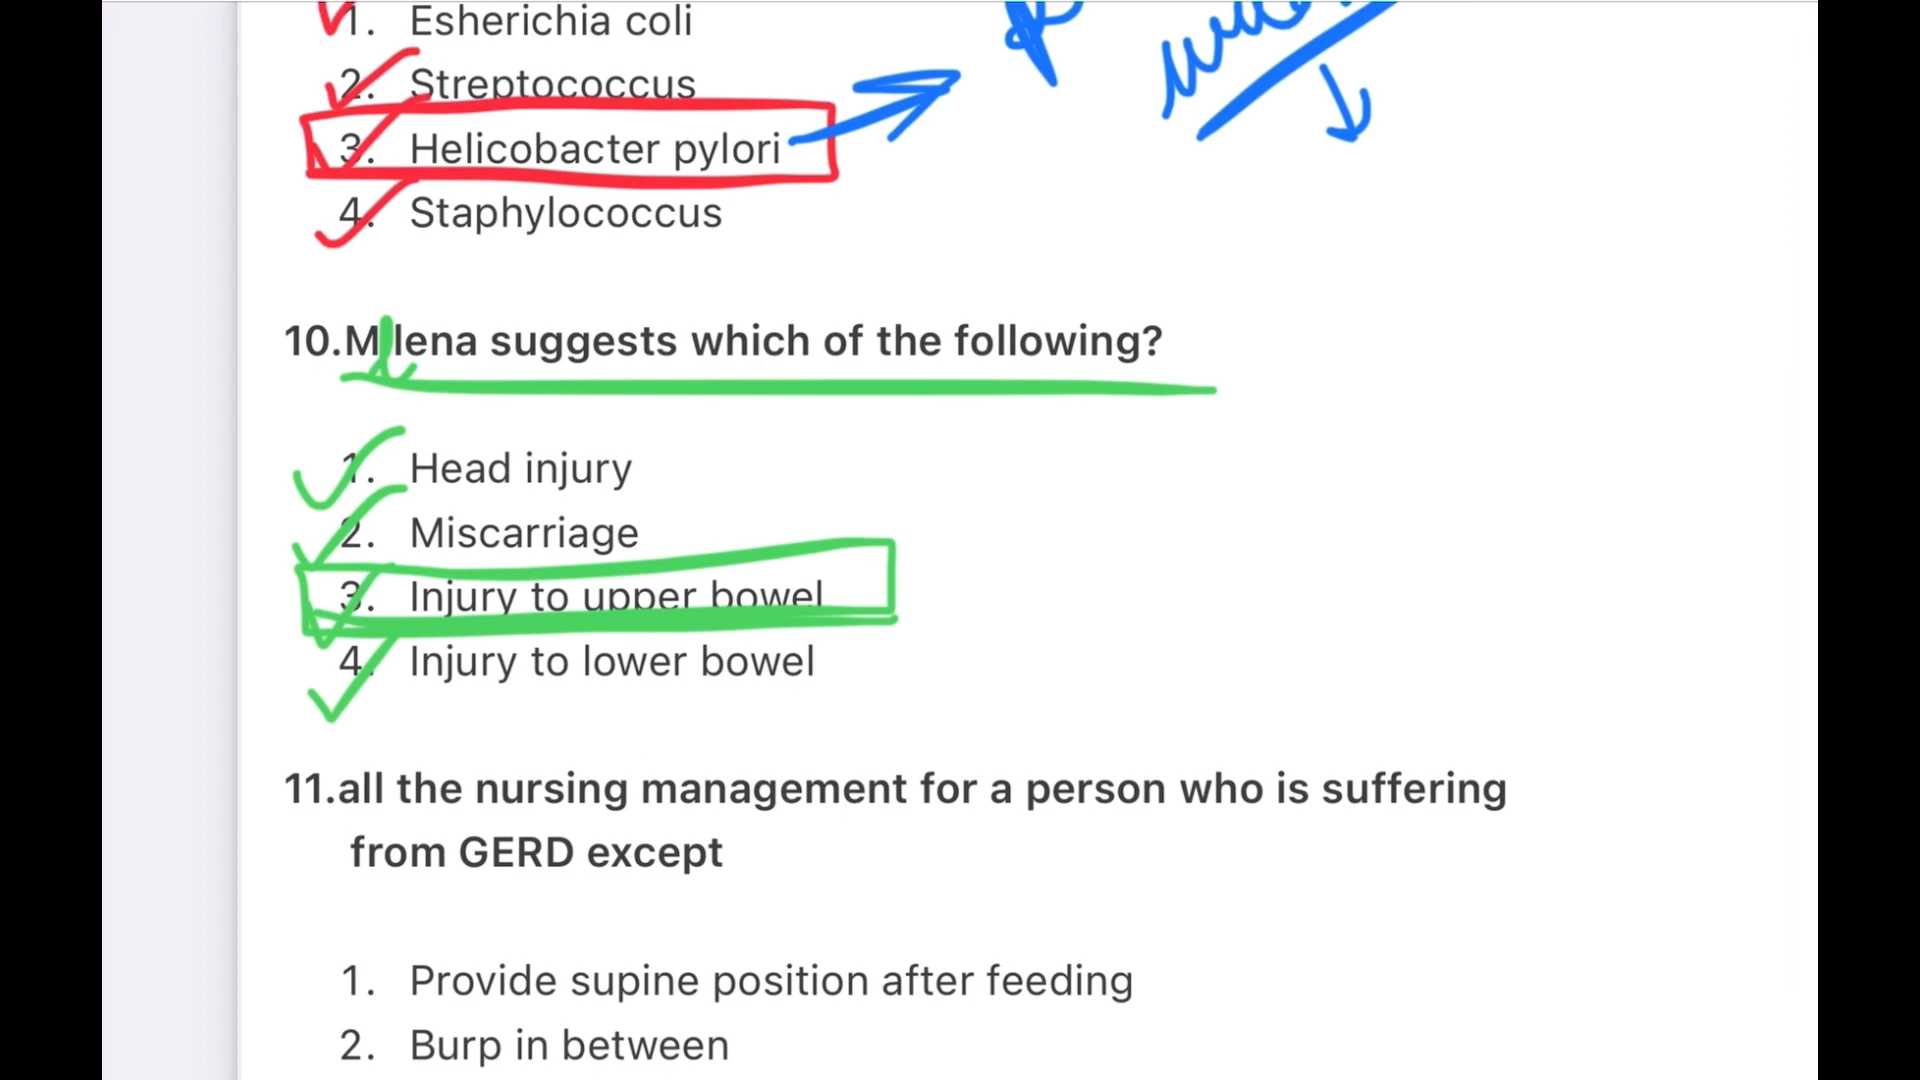 1. Esherichia coli
2. Streptococcus
3. Helicobacter pylori
4. Staphylococcus
10.Mlena suggests which of the following?
1. Head injury
2. Miscarriage
3. Injury to upper bowel
4. Injury to lower bowel
11.all the nursing management for a person who is suffering
from GERD except
1. Provide supine position after feeding
2. Burp in between